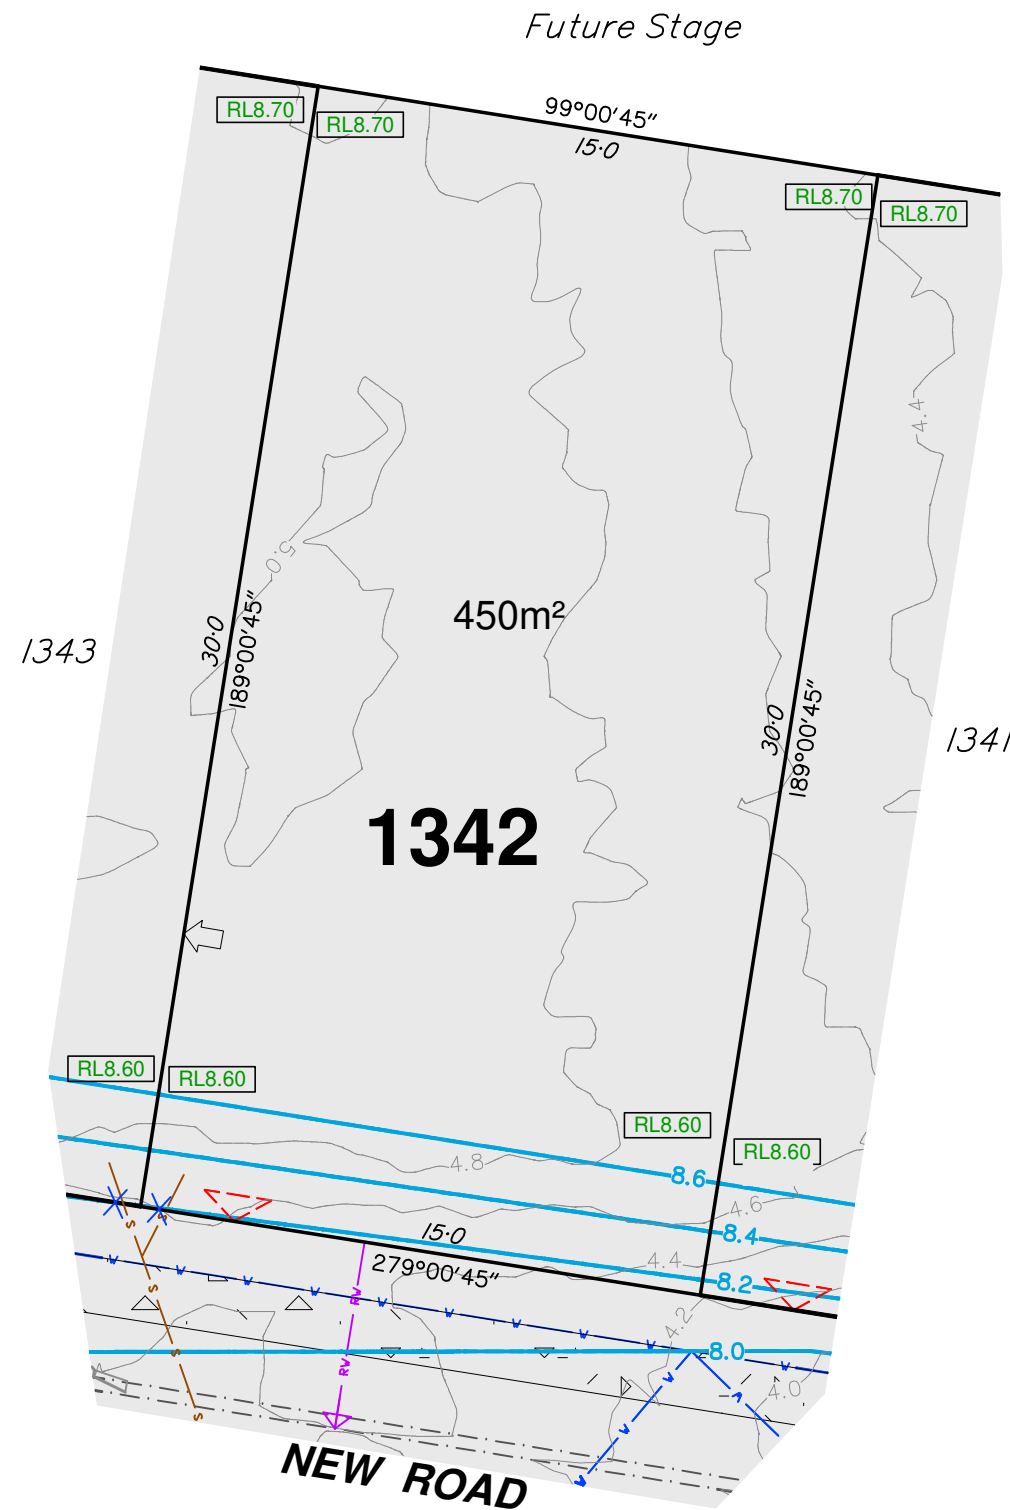 Future Stage
RL8.70
RL8.70
99°00'45"
15·0
RL8.70
RL8.70
4.4
5.0
450m²
30·0
189°00'45"
1343
30·0
189°00'45"
1341
1342
RL8.60
RL8.60
RL8.60
RL8.60
4.8
8.6
4.6
8.4
15·0
279°00'45"
4.4
8.2
4.2
8.0
4.0
S
S
S
S
W
W
W
W
W
W
W
W
W
W
W
W
W
W
RW
RW
NEW ROAD